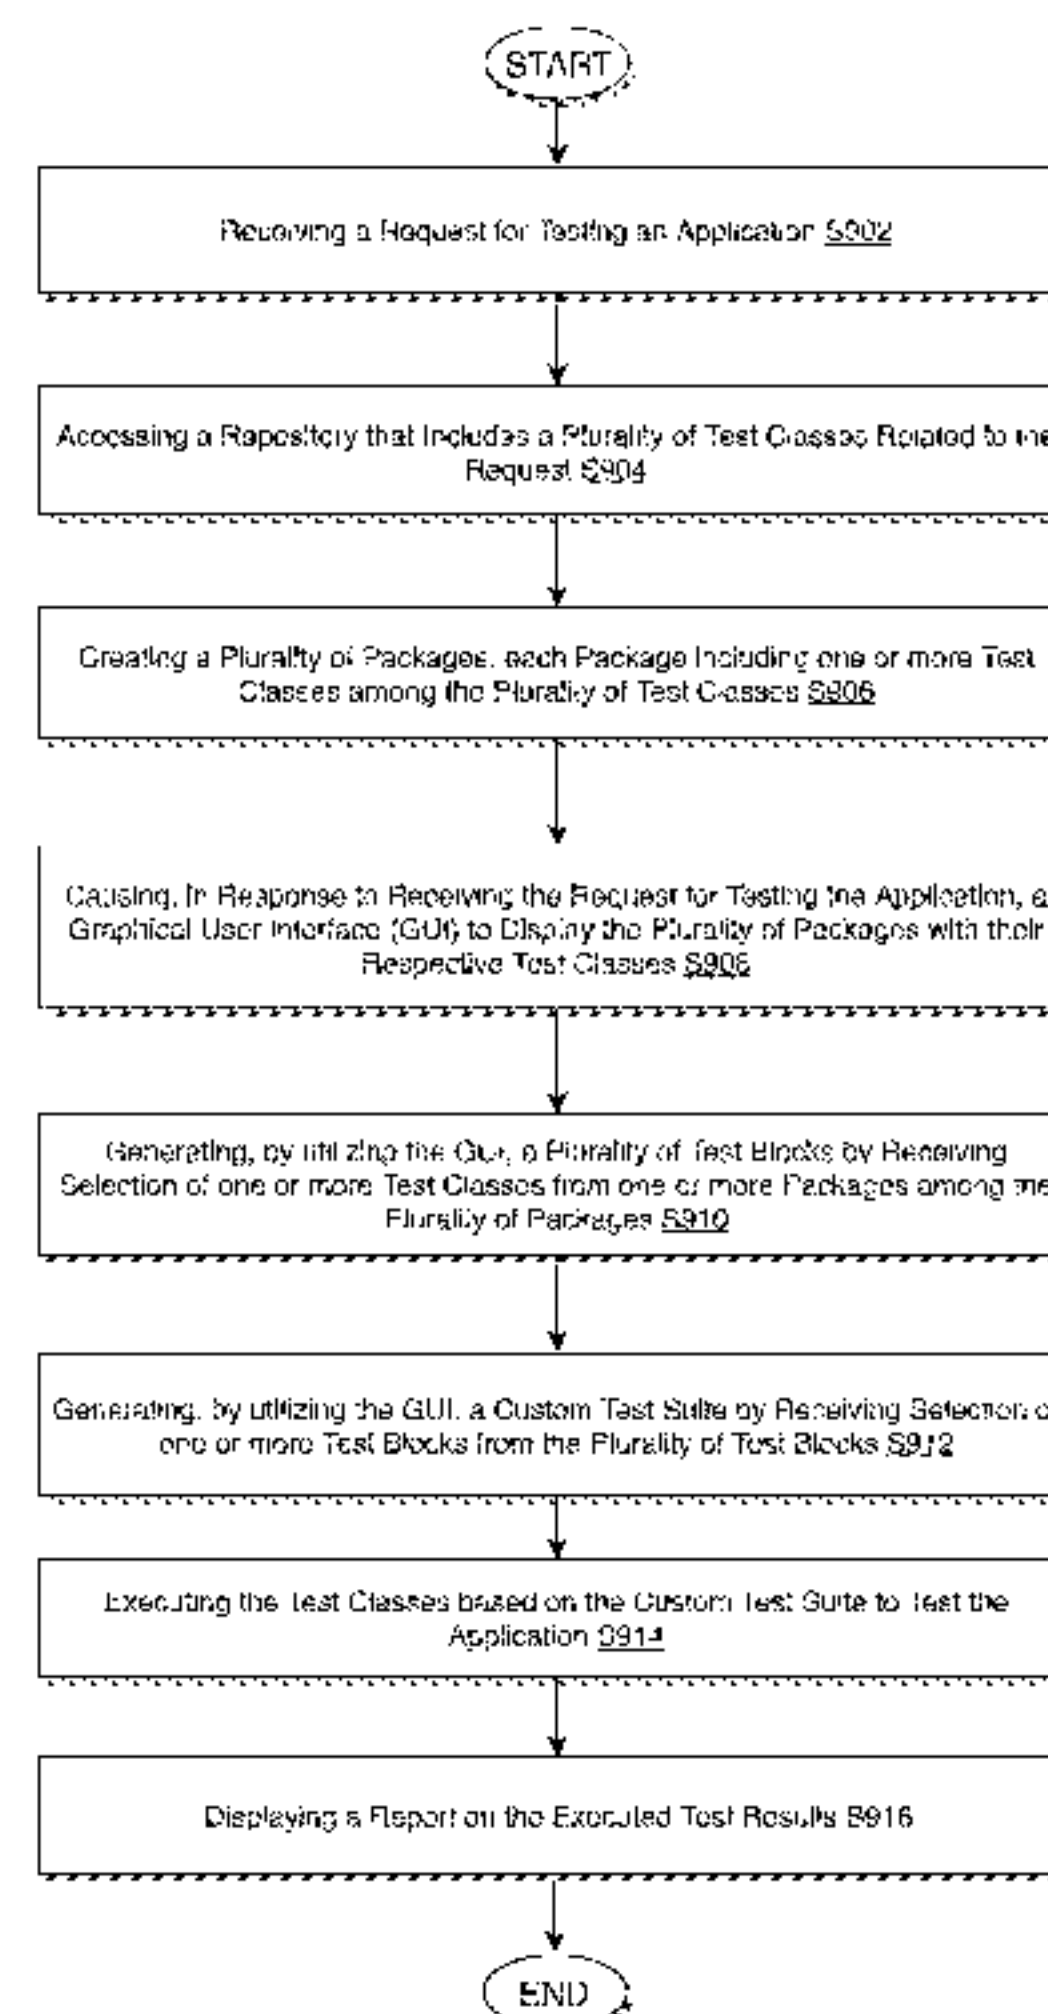 START
Receiving a Request for Testing an Application S902
Accessing a Repository that Includes a Plurality of Test Classes Related to the
Request S904
Creating a Plurality of Packages, each Package Including one or more Test
Classes among the Plurality of Test Classes S906
Causing, in Response to Receiving the Request for Testing the Application, a
Graphical User Interface (GUI) to Display the Plurality of Packages with their
Respective Test Classes S908
Generating, by utilizing the GUI, a Plurality of Test Blocks by Receiving
Selection of one or more Test Classes from one or more Packages among the
Plurality of Packages S910
Generating, by utilizing the GUI, a Custom Test Suite by Receiving Selection o
one or more Test Blocks from the Plurality of Test Blocks S912
Executing the Test Classes based on the Custom Test Suite to Test the
Application S914
Displaying a Report on the Executed Test Results S916
END